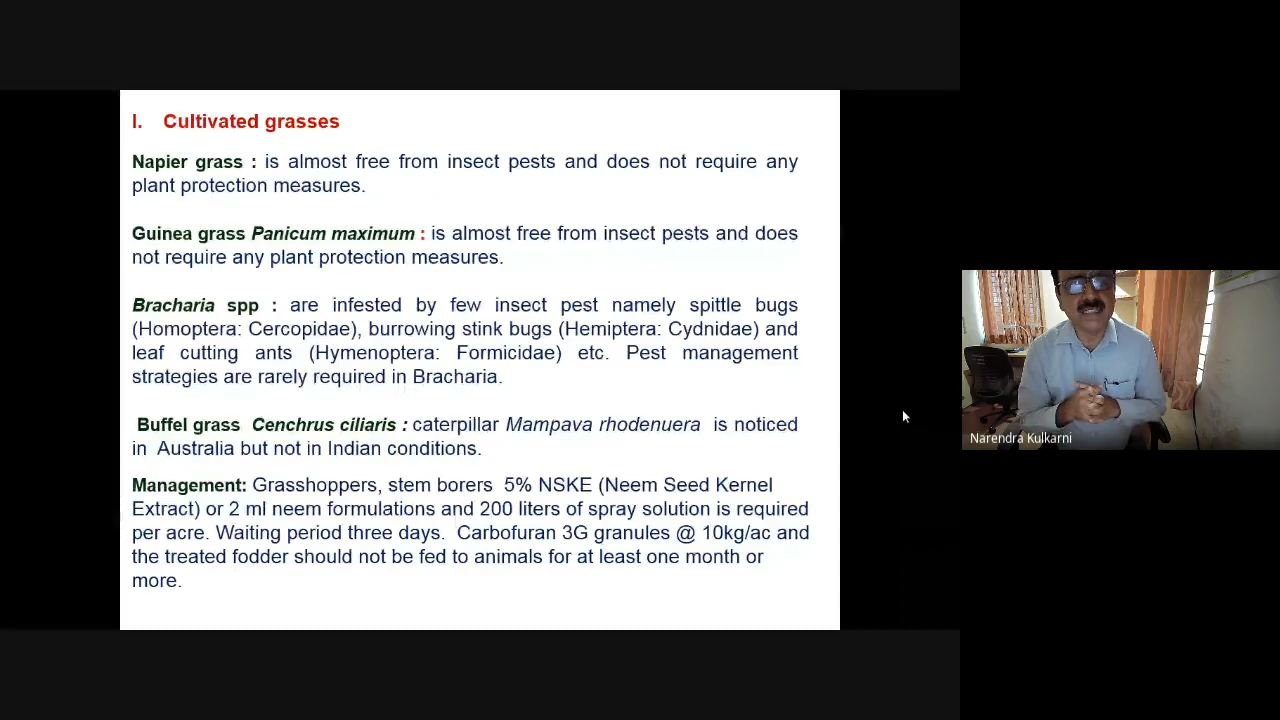 I. Cultivated grasses
Napier grass : is almost free from insect pests and does not require any
plant protection measures.
Guinea grass Panicum maximum : is almost free from insect pests and does
not require any plant protection measures.
Bracharia spp : are infested by few insect pest namely spittle bugs
(Homoptera: Cercopidae), burrowing stink bugs (Hemiptera: Cydnidae) and
leaf cutting ants (Hymenoptera: Formicidae) etc. Pest management
strategies are rarely required in Bracharia.
Buffel grass Cenchrus ciliaris : caterpillar Mampava rhodenuera is noticed
in Australia but not in Indian conditions.
Management: Grasshoppers, stem borers 5% NSKE (Neem Seed Kernel
Extract) or 2 ml neem formulations and 200 liters of spray solution is required
per acre. Waiting period three days. Carbofuran 3G granules @ 10kg/ac and
the treated fodder should not be fed to animals for at least one month or
more.
Narendra Kulkarni